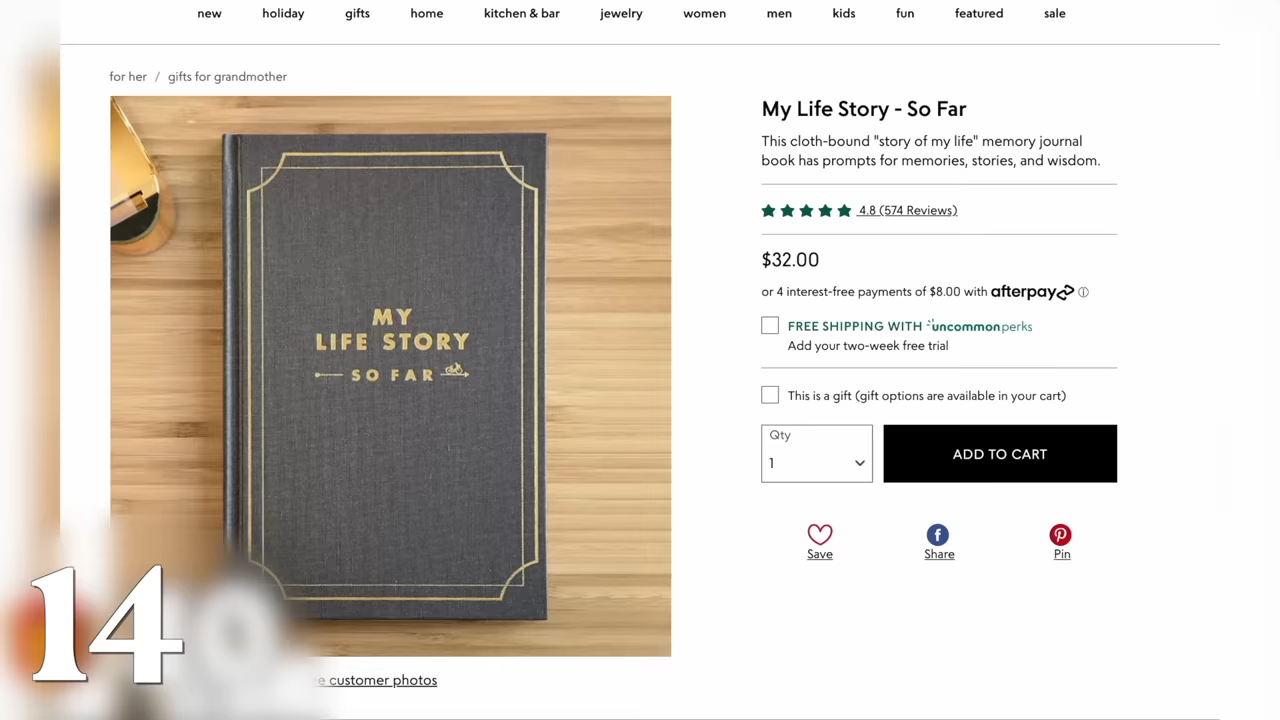 new holiday gifts home kitchen & bar jewelry women men kids fun featured sale
for her / gifts for grandmother
MY
LIFE STORY
SO FAR
My Life Story - So Far
This cloth-bound "story of my life" memory journal
book has prompts for memories, stories, and wisdom.
4.8 (574 Reviews)
$32.00
or 4 interest-free payments of $8.00 with afterpay
FREE SHIPPING WITH uncommon perks
Add your two-week free trial
This is a gift (gift options are available in your cart)
Qty
1
ADD TO CART
Save Share Pin
14
customer photos